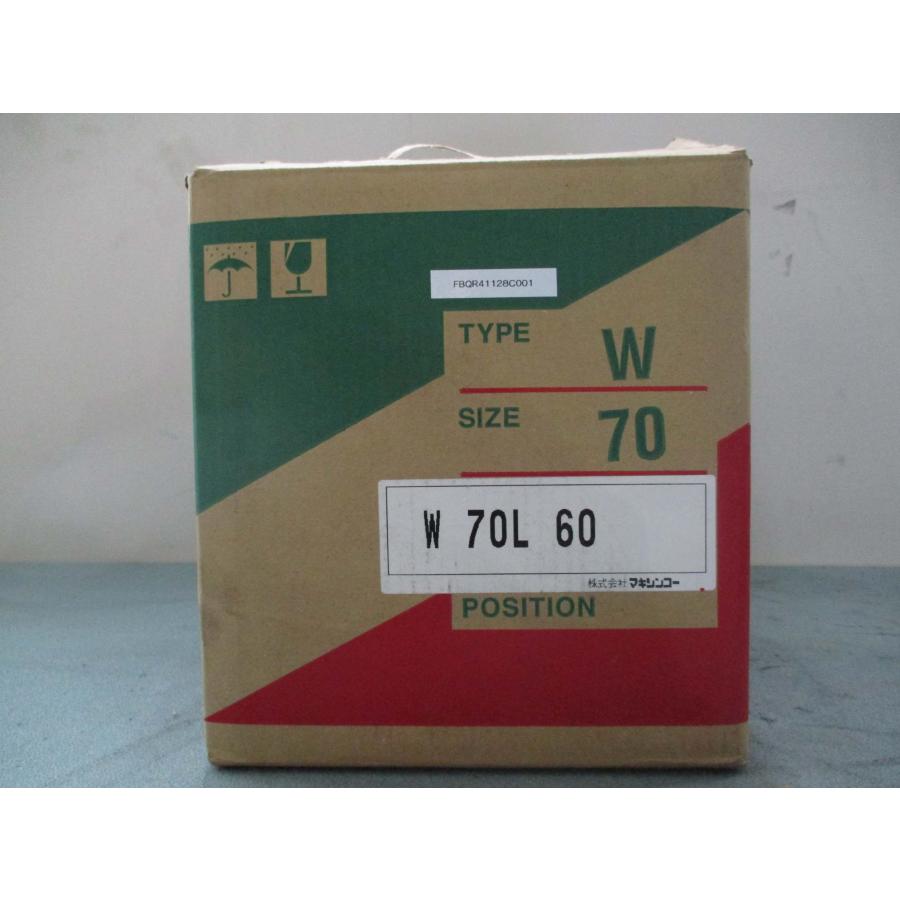 FBQR41128C001
TYPE W
SIZE 70
W 70L 60
株式会社 マキシンコー
POSITION